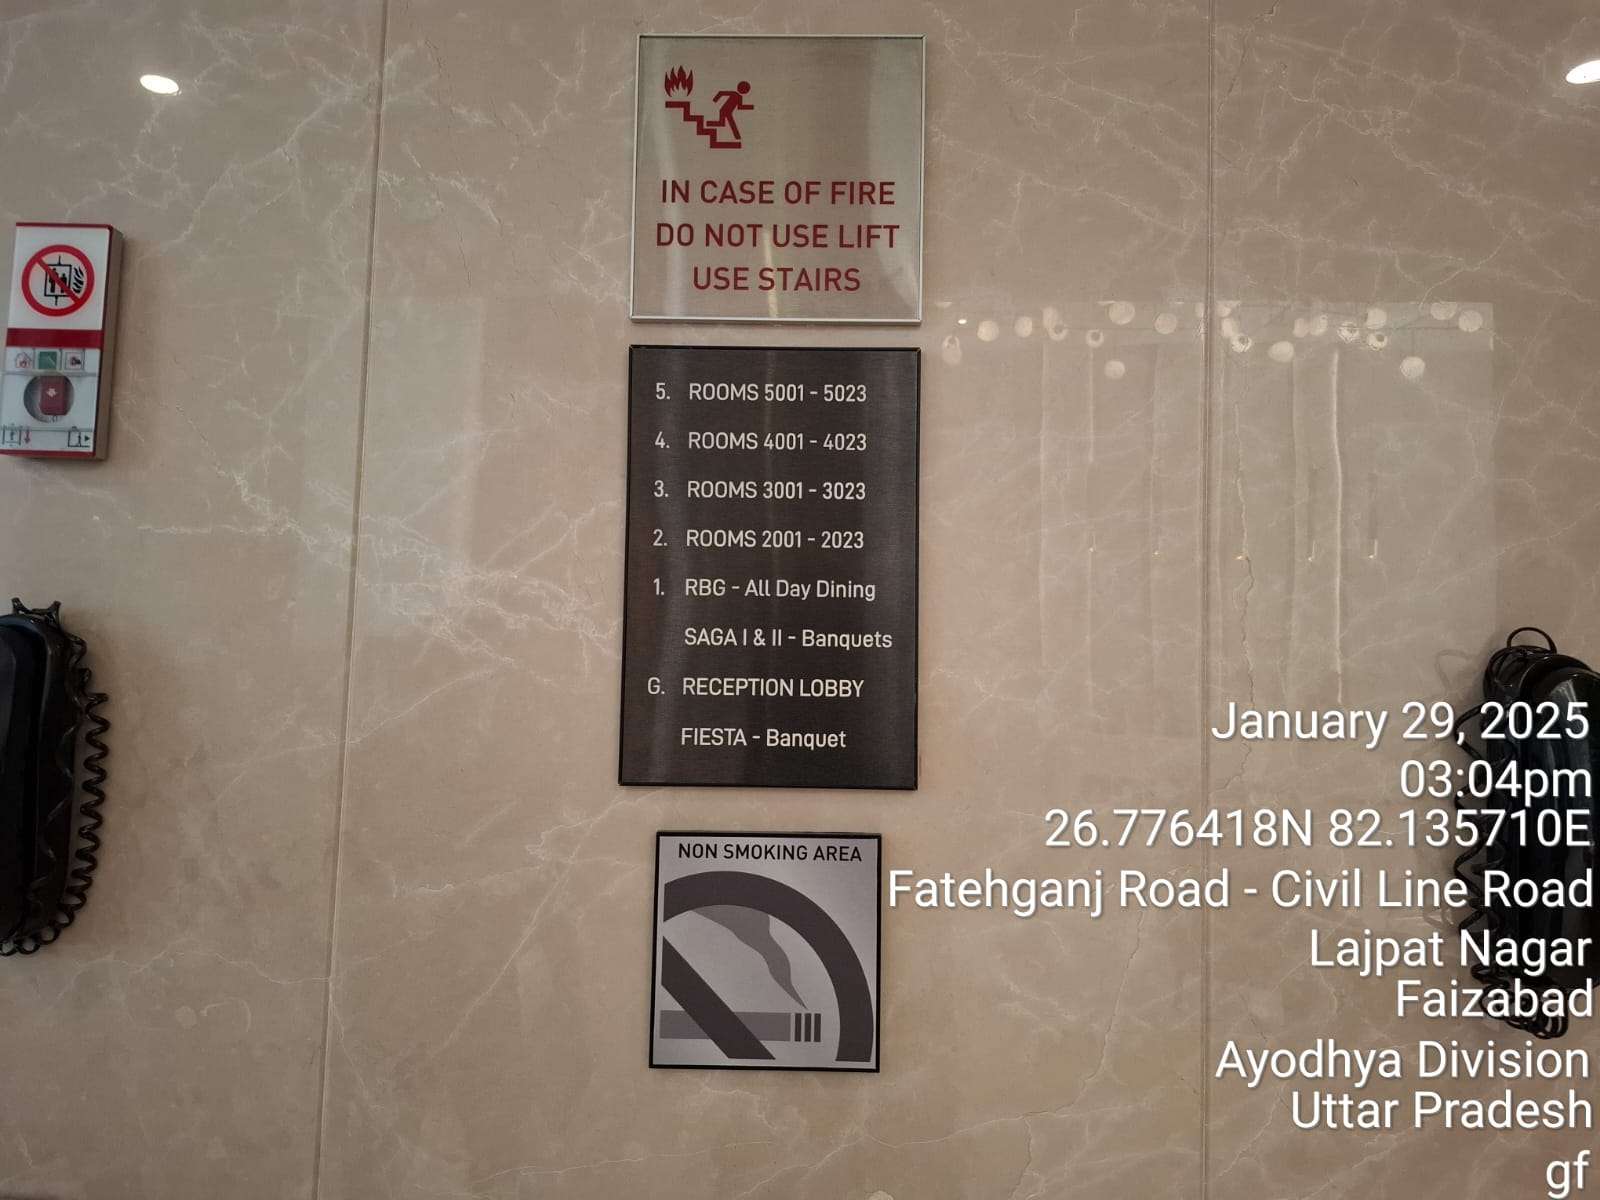 IN CASE OF FIRE
DO NOT USE LIFT
USE STAIRS
5. ROOMS 5001 - 5023
4. ROOMS 4001 - 4023
3. ROOMS 3001 - 3023
2. ROOMS 2001 - 2023
1. RBG - All Day Dining
SAGA I & II - Banquets
G. RECEPTION LOBBY
FIESTA - Banquet
NON SMOKING AREA
January 29, 2025
03:04pm
26.776418N 82.135710E
Fatehganj Road - Civil Line Road
Lajpat Nagar
Faizabad
Ayodhya Division
Uttar Pradesh
gf